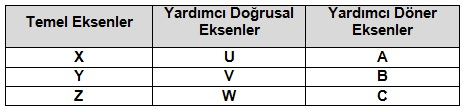 Temel Eksenler Yardımcı Doğrusal Eksenler Yardımcı Döner Eksenler
X U A
Y V B
Z W C